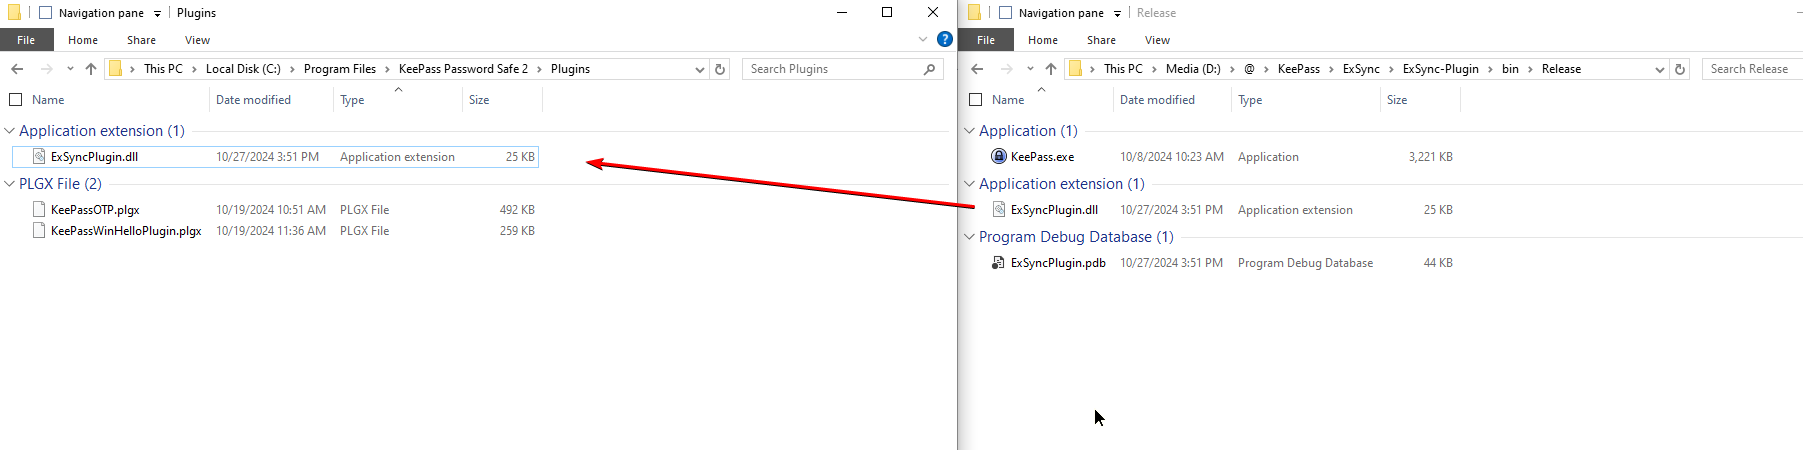 Navigation pane Plugins
File Home Share View
This PC Local Disk (C:) Program Files KeePass Password Safe 2 Plugins Search Plugins
Name Date modified Type Size
Application extension (1)
ExSyncPlugin.dll 10/27/2024 3:51 PM Application extension 25 KB
PLGX File (2)
KeePassOTP.plgx 10/19/2024 10:51 AM PLGX File 492 KB
KeePassWinHelloPlugin.plgx 10/19/2024 11:36 AM PLGX File 259 KB
Navigation pane Release
File Home Share View
This PC Media (D:) @ KeePass ExSync ExSync-Plugin bin Release Search Release
Name Date modified Type Size
Application (1)
KeePass.exe 10/8/2024 10:23 AM Application 3,221 KB
Application extension (1)
ExSyncPlugin.dll 10/27/2024 3:51 PM Application extension 25 KB
Program Debug Database (1)
ExSyncPlugin.pdb 10/27/2024 3:51 PM Program Debug Database 44 KB